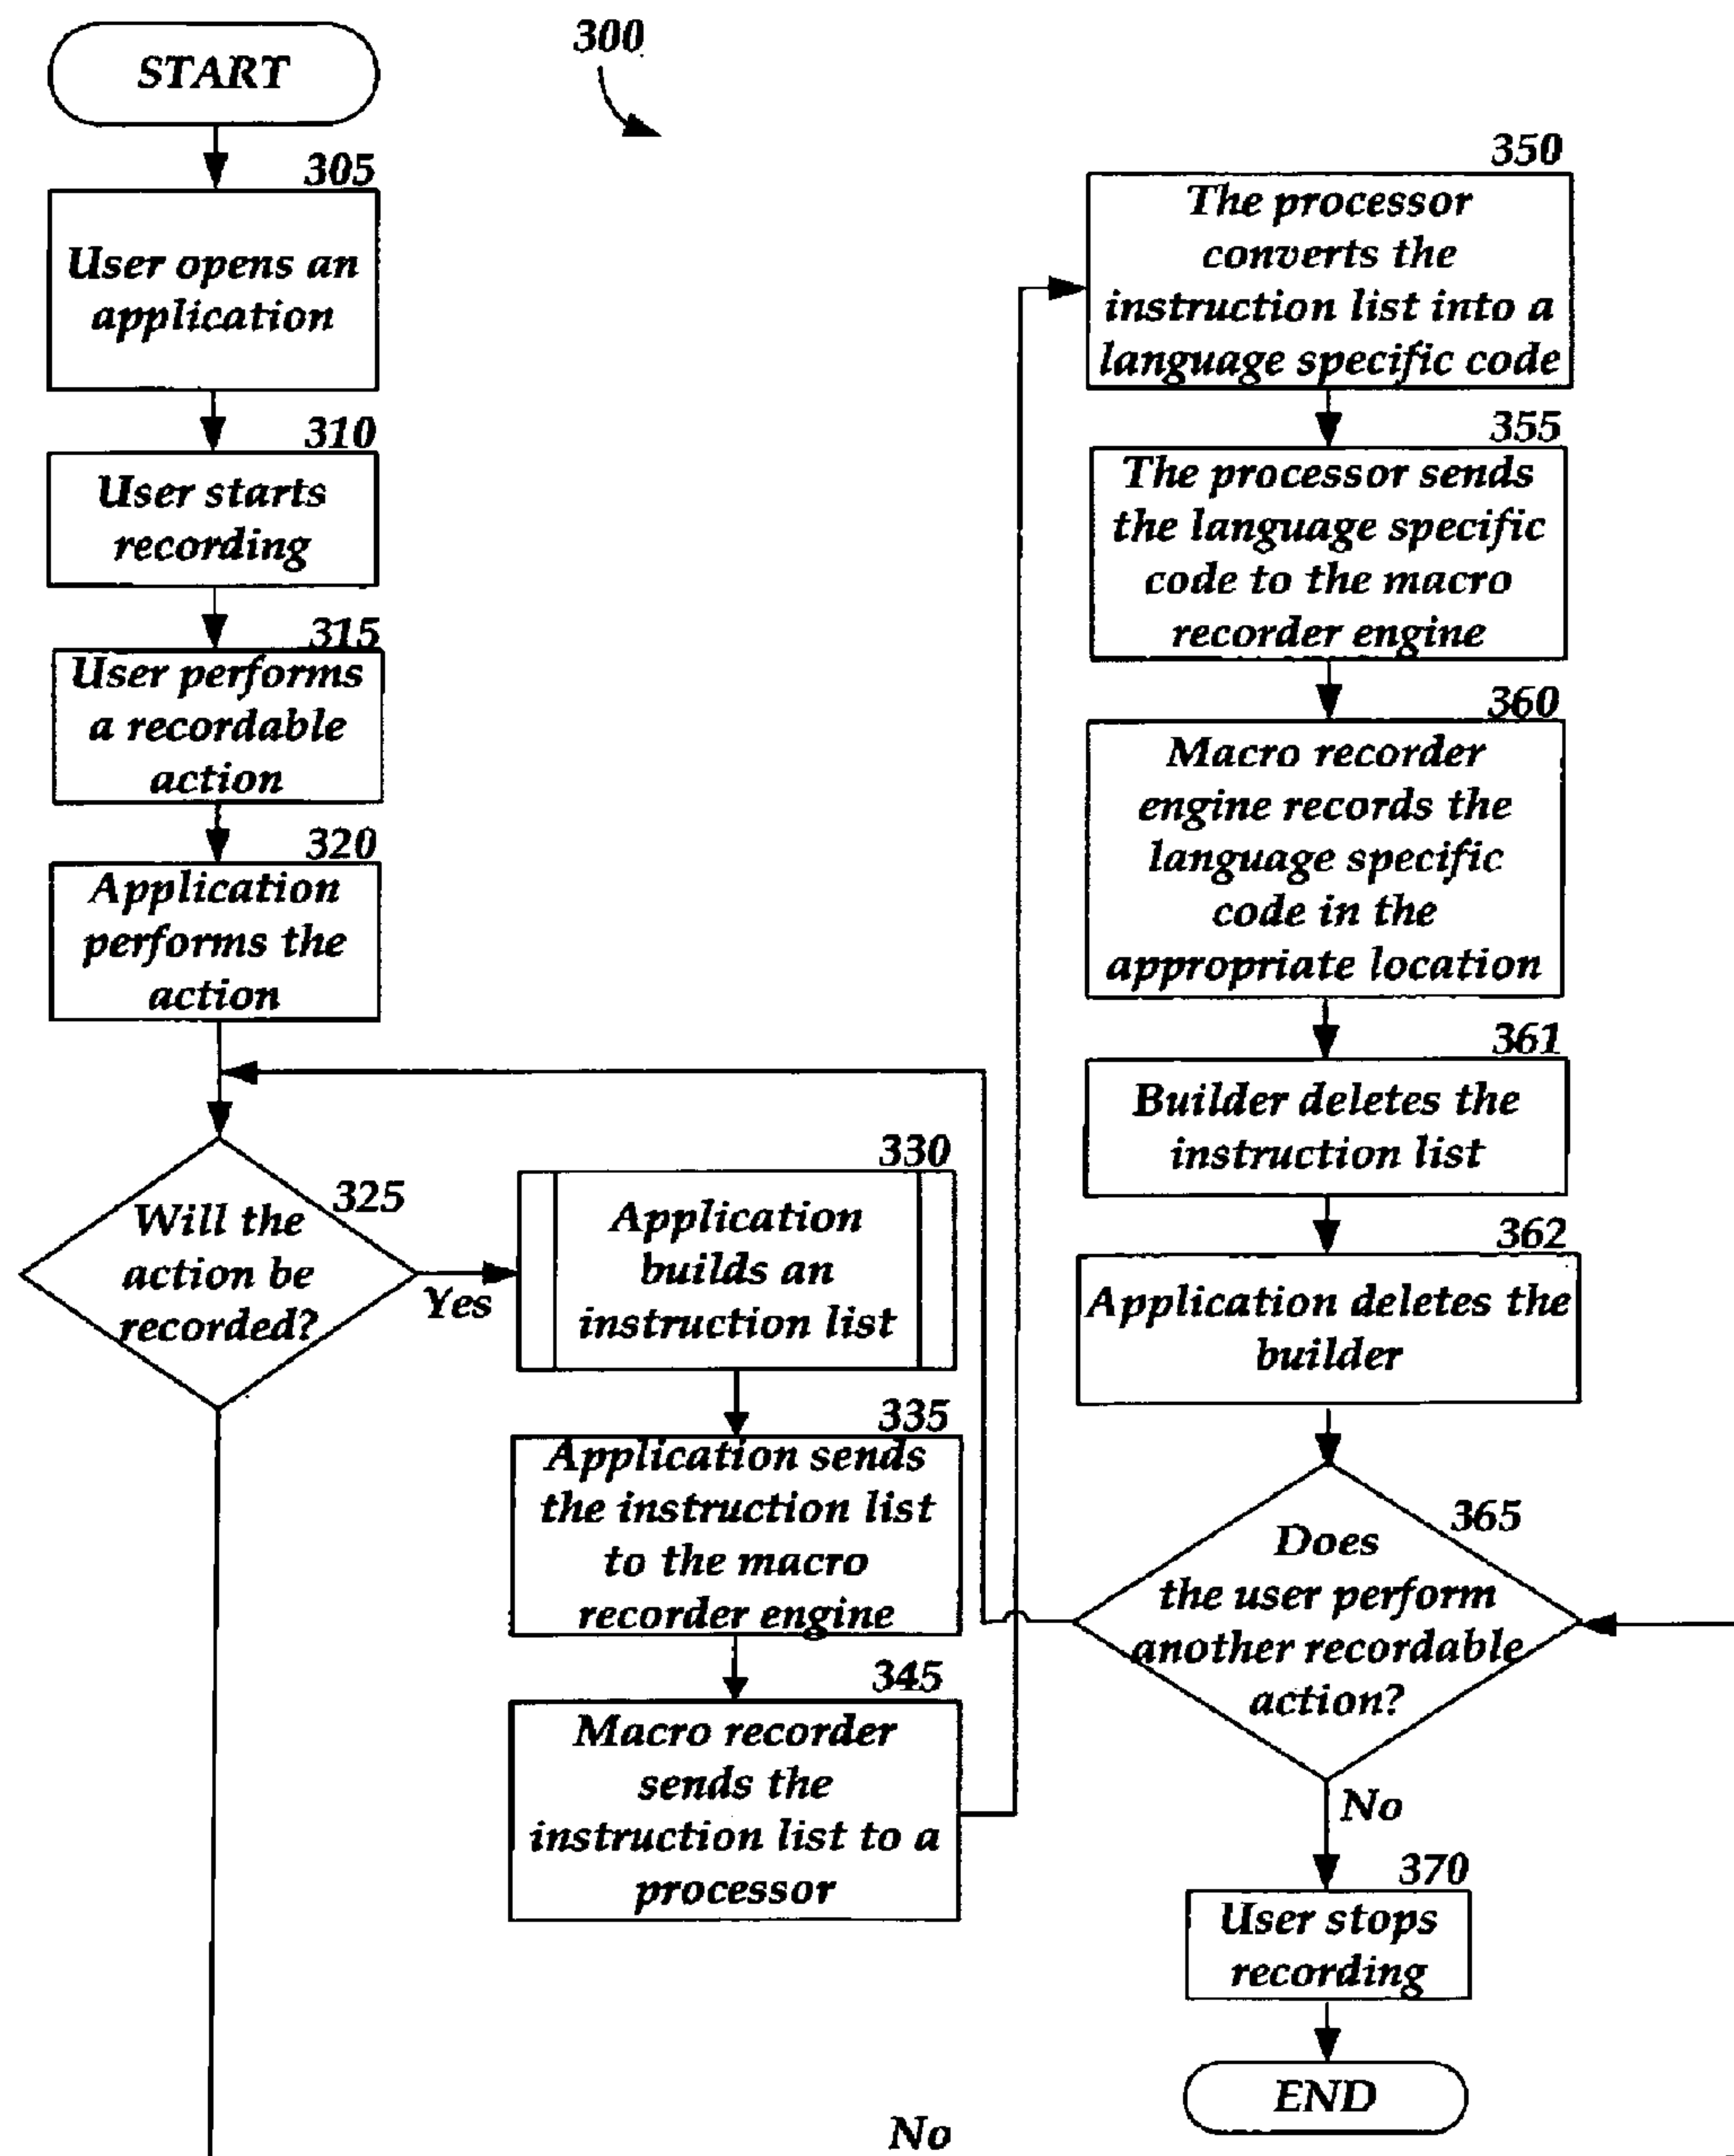 START
300
305
User opens an
application
310
User starts
recording
315
User performs
a recordable
action
320
Application
performs the
action
325
Will the
action be
recorded?
Yes
330
Application
builds an
instruction list
335
Application sends
the instruction list
to the macro
recorder engine
345
Macro recorder
sends the
instruction list to a
processor
350
The processor
converts the
instruction list into a
language specific code
355
The processor sends
the language specific
code to the macro
recorder engine
360
Macro recorder
engine records the
language specific
code in the
appropriate location
361
Builder deletes the
instruction list
362
Application deletes the
builder
365
Does
the user perform
another recordable
action?
No
370
User stops
recording
END
No